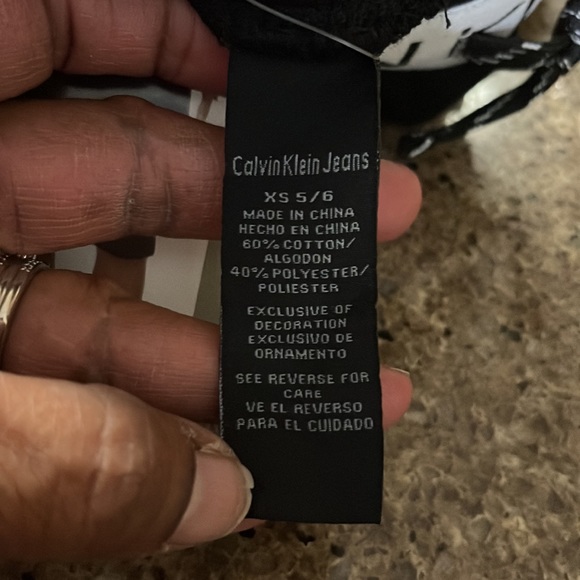 Calvin Klein Jeans
XS 5/6
MADE IN CHINA
HECHO EN CHINA
60% COTTON/
ALGODON
40% POLYESTER/
POLIESTER
EXCLUSIVE OF
DECORATION
EXCLUSIVO DE
ORNAMENTO
SEE REVERSE FOR
CARE
VE EL REVERSO
PARA EL CUIDADO